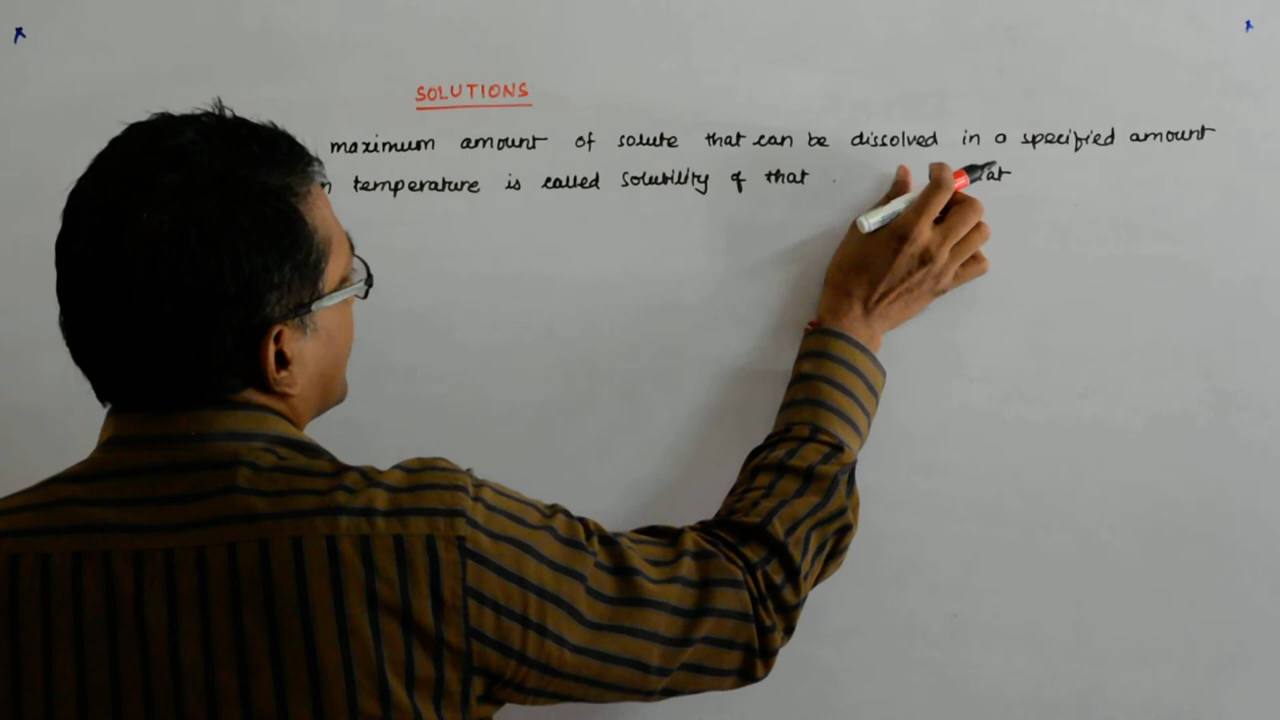 SOLUTIONS
maximum amount of solute that can be dissolved in a specified amount
temperature is called solubility of that